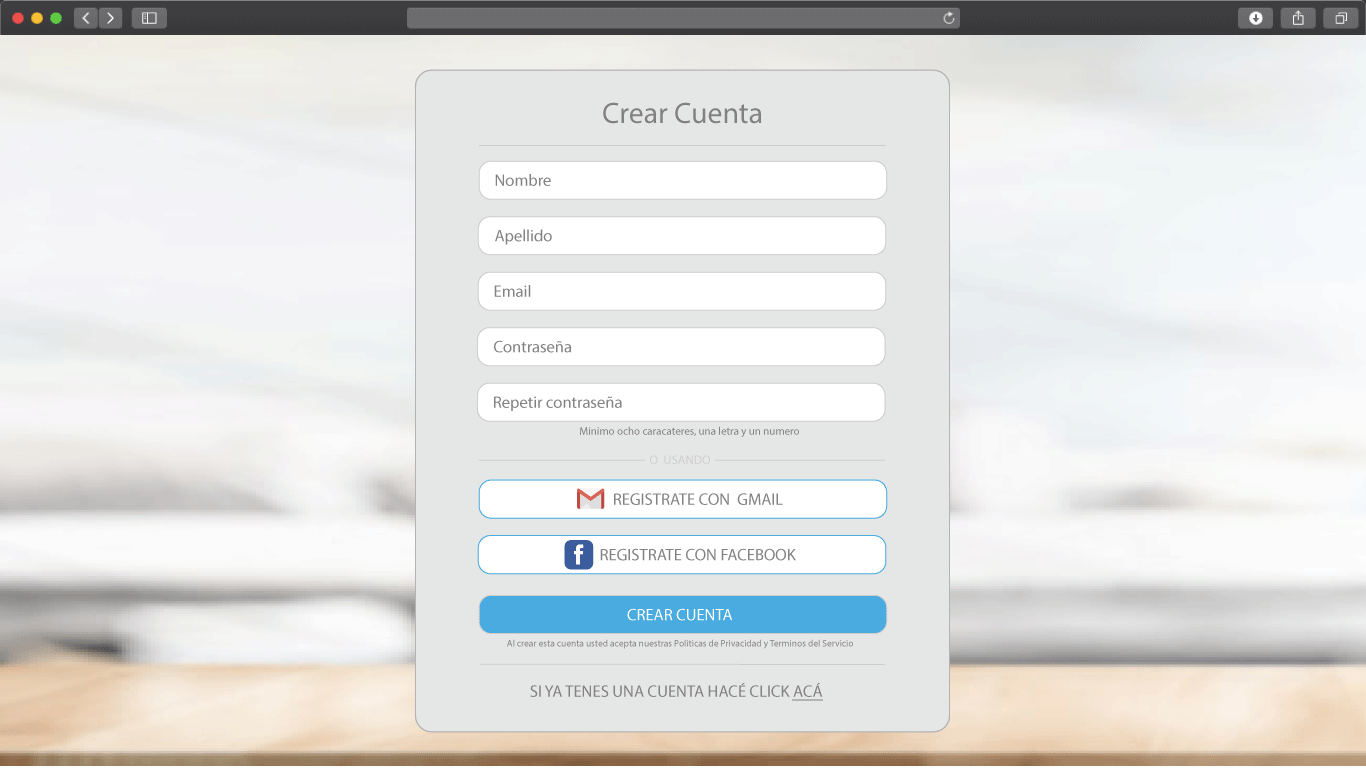 Crear Cuenta
Nombre
Apellido
Email
Contraseña
Repetir contraseña
Minimo ocho caracateres, una letra y un numero
O USANDO
REGISTRATE CON GMAIL
f REGISTRATE CON FACEBOOK
CREAR CUENTA
Al crear esta cuenta usted acepta nuestras Politicas de Privacidad y Terminos del Servicio
SI YA TENES UNA CUENTA HACÉ CLICK ACÁ